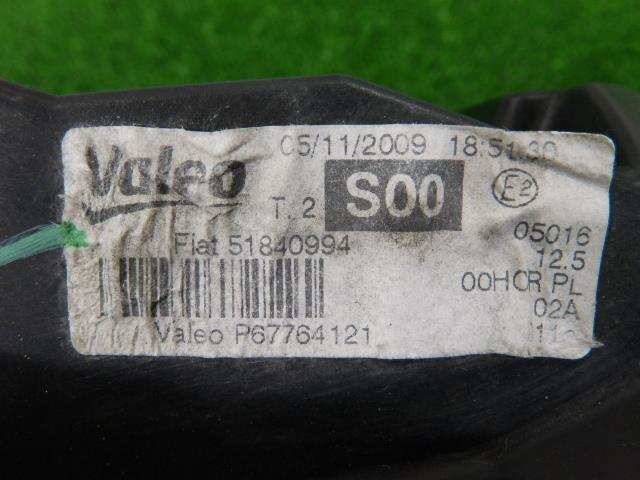 Valeo 05/11/2009 18:51:30
T. 2 S00 E2
Fiat 51840994 05016
12.5
00HCR PL
02A
Valeo P67764121